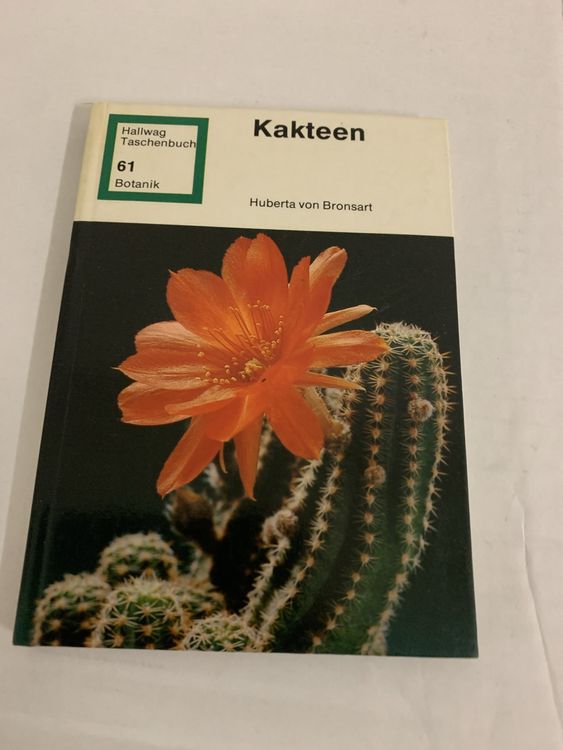 Hallwag
Taschenbuch
61
Botanik
Kakteen
Huberta von Bronsart